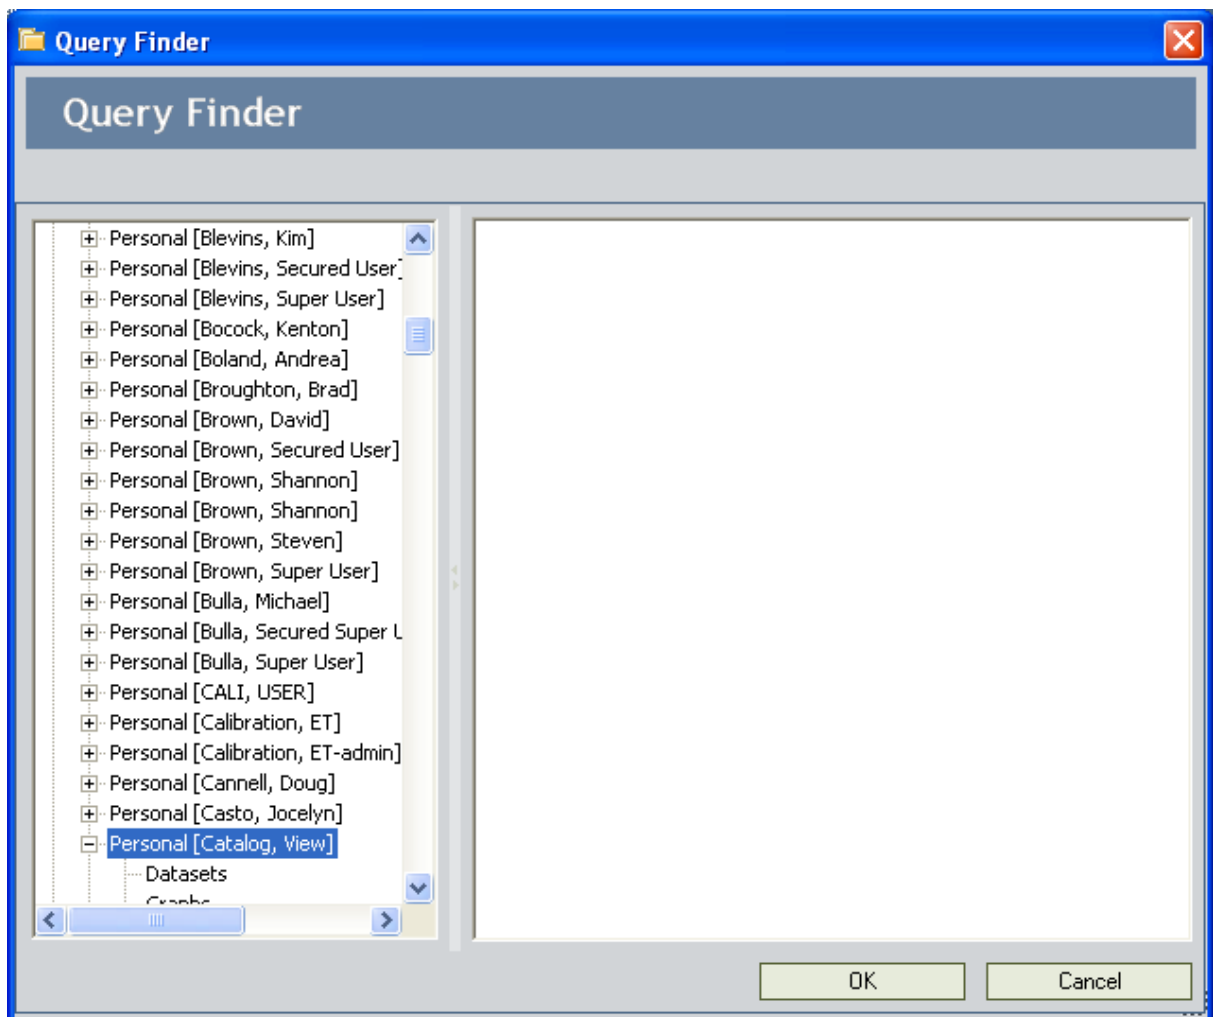 Query Finder
Query Finder
Personal [Blevins, Kim]
Personal [Blevins, Secured User]
Personal [Blevins, Super User]
Personal [Bocock, Kenton]
Personal [Boland, Andrea]
Personal [Broughton, Brad]
Personal [Brown, David]
Personal [Brown, Secured User]
Personal [Brown, Shannon]
Personal [Brown, Shannon]
Personal [Brown, Steven]
Personal [Brown, Super User]
Personal [Bulla, Michael]
Personal [Bulla, Secured Super
Personal [Bulla, Super User]
Personal [CALI, USER]
Personal [Calibration, ET]
Personal [Calibration, ET-admin]
Personal [Cannell, Doug]
Personal [Casto, Jocelyn]
Personal [Catalog, View]
Datasets
Graphs
OK
Cancel